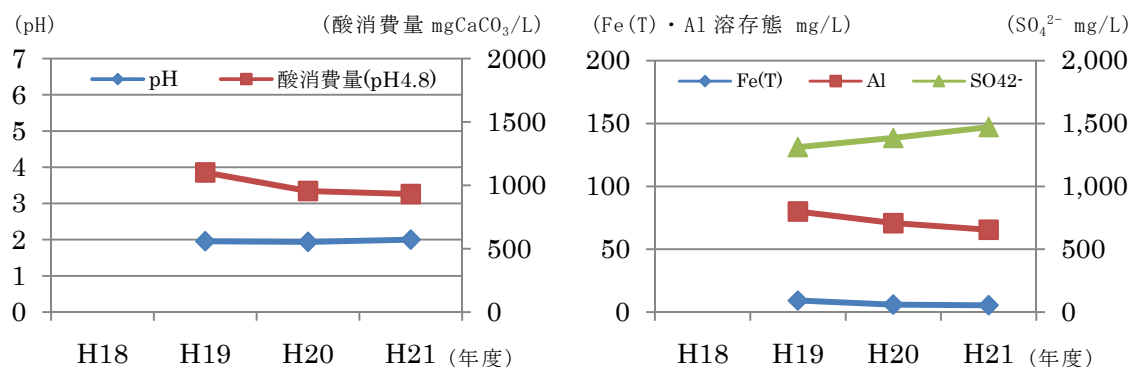 (pH) (酸消費量 mgCaCO₃/L)
7 2000
pH 酸消費量(pH4.8)
6
5 1500
4
1000
3
2
500
1
0 0
H18 H19 H20 H21 (年度)
(Fe(T)・Al 溶存態 mg/L) (SO₄²⁻ mg/L)
200 2,000
Fe(T) Al SO42-
150 1,500
100 1,000
50 500
0 0
H18 H19 H20 H21 (年度)